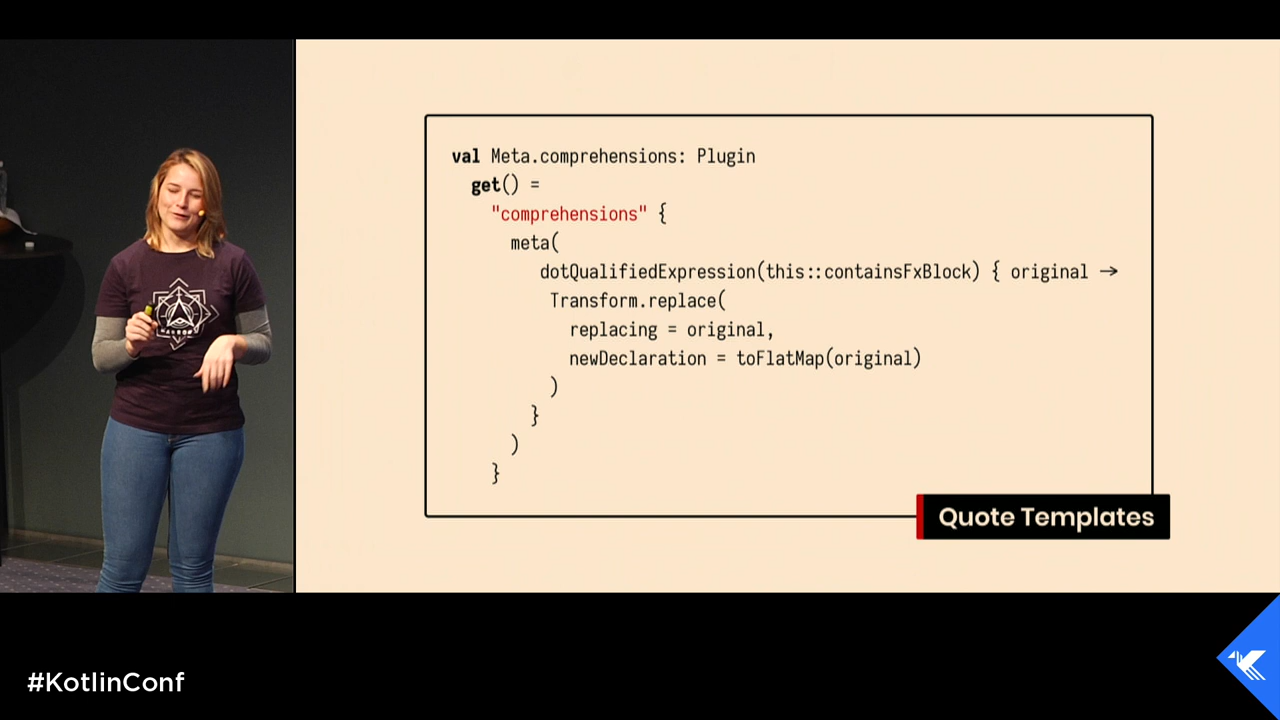 val Meta.comprehensions: Plugin
get() =
"comprehensions" {
meta(
dotQualifiedExpression(this::containsFxBlock) { original →
Transform.replace(
replacing = original,
newDeclaration = toFlatMap(original)
)
}
)
}
Quote Templates
#KotlinConf